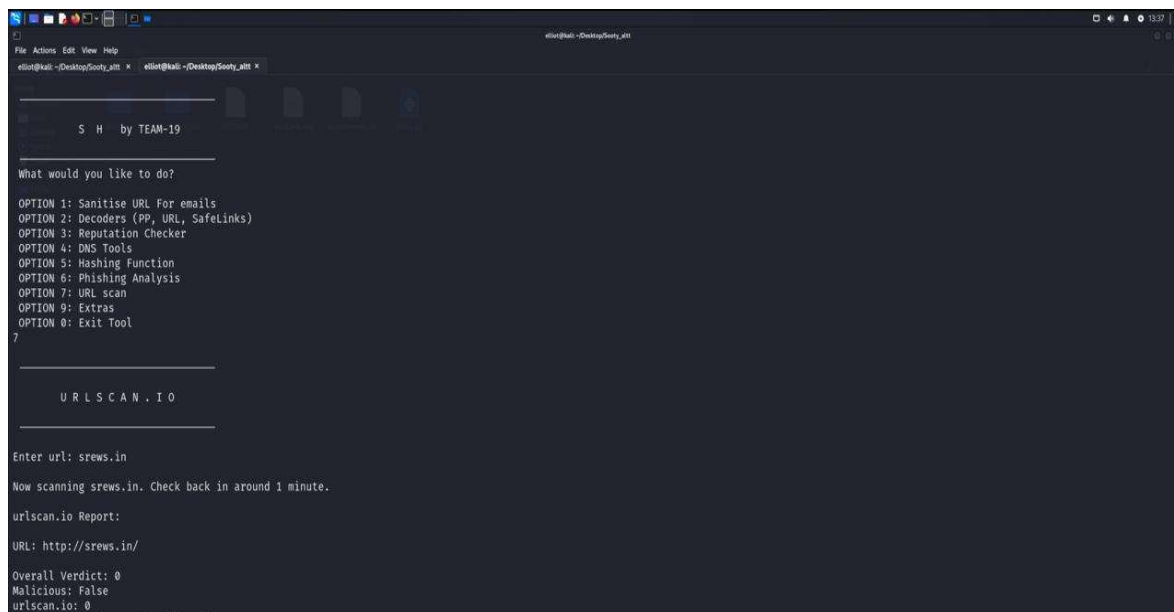 13:37
elliot@kali: ~/Desktop/Sooty_altt
File Actions Edit View Help
elliot@kali: ~/Desktop/Sooty_altt × elliot@kali: ~/Desktop/Sooty_altt ×
S H by TEAM-19
What would you like to do?
OPTION 1: Sanitise URL For emails
OPTION 2: Decoders (PP, URL, SafeLinks)
OPTION 3: Reputation Checker
OPTION 4: DNS Tools
OPTION 5: Hashing Function
OPTION 6: Phishing Analysis
OPTION 7: URL scan
OPTION 9: Extras
OPTION 0: Exit Tool
7
U R L S C A N . I O
Enter url: srews.in
Now scanning srews.in. Check back in around 1 minute.
urlscan.io Report:
URL: http://srews.in/
Overall Verdict: 0
Malicious: False
urlscan.io: 0